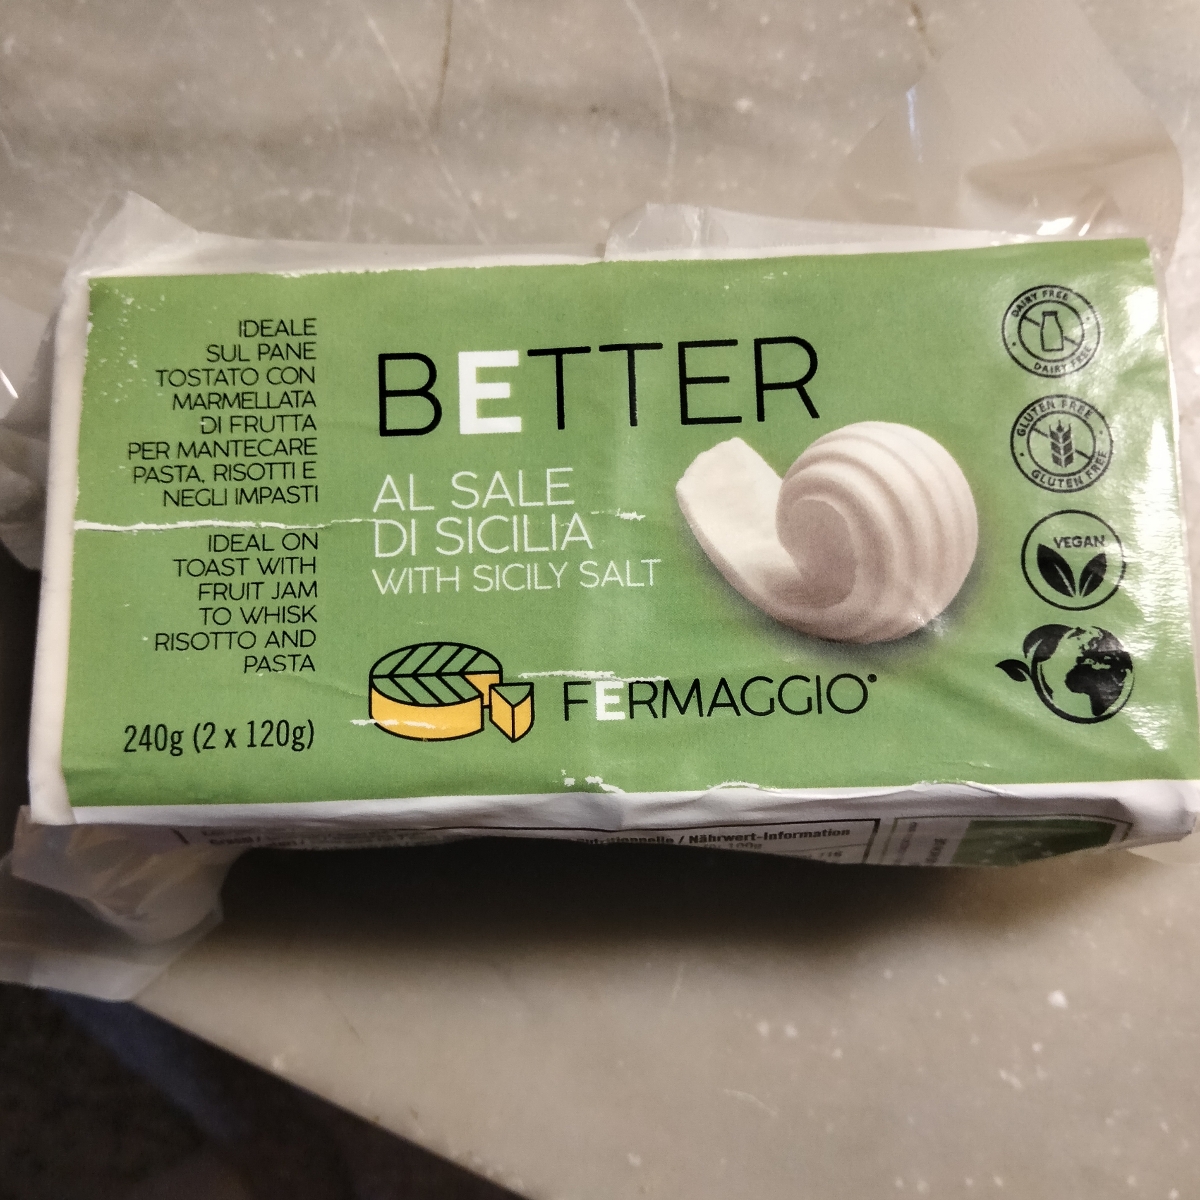 IDEALE
SUL PANE
TOSTATO CON
MARMELLATA
DI FRUTTA
PER MANTECARE
PASTA, RISOTTI E
NEGLI IMPASTI
IDEAL ON
TOAST WITH
FRUIT JAM
TO WHISK
RISOTTO AND
PASTA
240g (2 x 120g)
BETTER
AL SALE
DI SICILIA
WITH SICILY SALT
FERMAGGIO
DAIRY FREE
DAIRY FREE
GLUTEN FREE
GLUTEN FREE
VEGAN
/ Nährwert-Information
100g